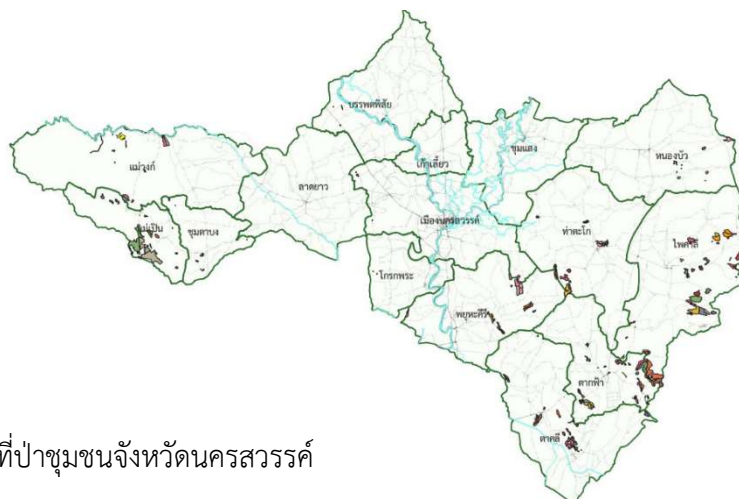 บรรพตพิสัย
เก้าเลี้ยว
ชุมแสง
หนองบัว
แม่วงก์
ลาดยาว
เมืองนครสวรรค์
แม่เปิน
ชุมตาบง
ท่าตะโก
ไพศาลี
โกรกพระ
พยุหะคีรี
ตากฟ้า
ตาคลี
ที่ป่าชุมชนจังหวัดนครสวรรค์